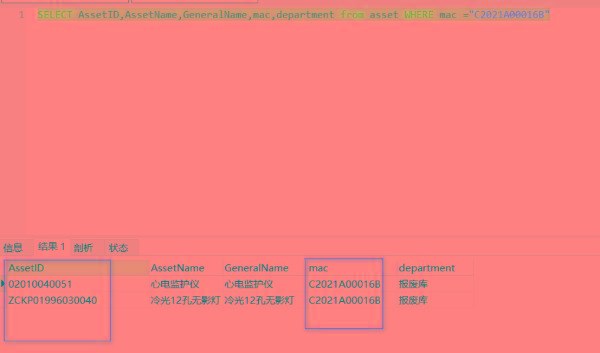 1 SELECT AssetID,AssetName,GeneralName,mac,department from asset WHERE mac ="C2021A00016B"
信息 结果 1 剖析 状态
AssetID AssetName GeneralName mac department
02010040051 心电监护仪 心电监护仪 C2021A00016B 报废库
ZCKP01996030040 冷光12孔无影灯 冷光12孔无影灯 C2021A00016B 报废库